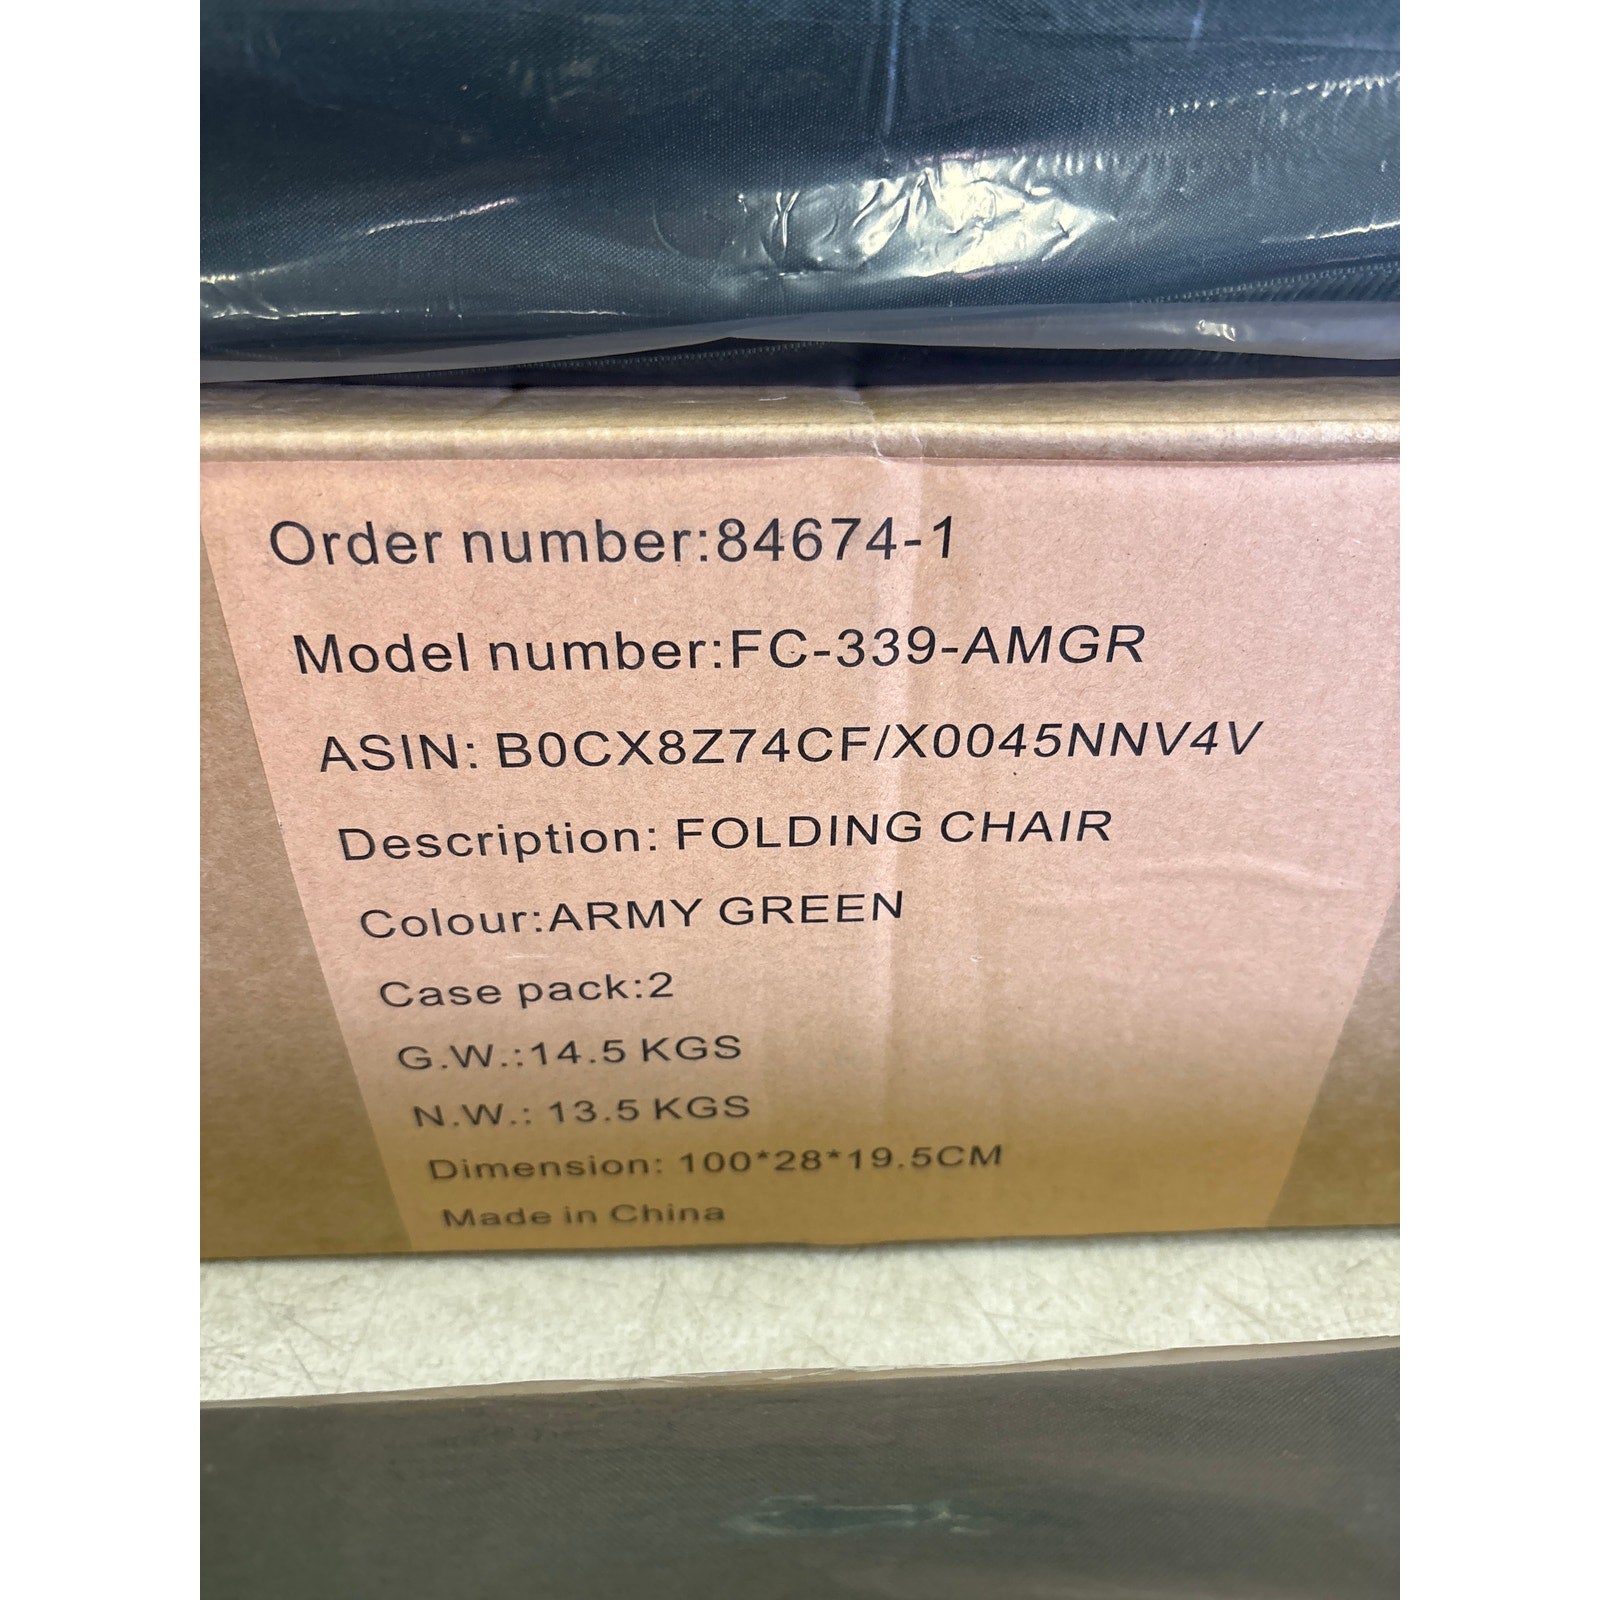 Order number:84674-1
Model number:FC-339-AMGR
ASIN: B0CX8Z74CF/X0045NNV4V
Description: FOLDING CHAIR
Colour:ARMY GREEN
Case pack:2
G.W.:14.5 KGS
N.W.: 13.5 KGS
Dimension: 100*28*19.5CM
Made in China